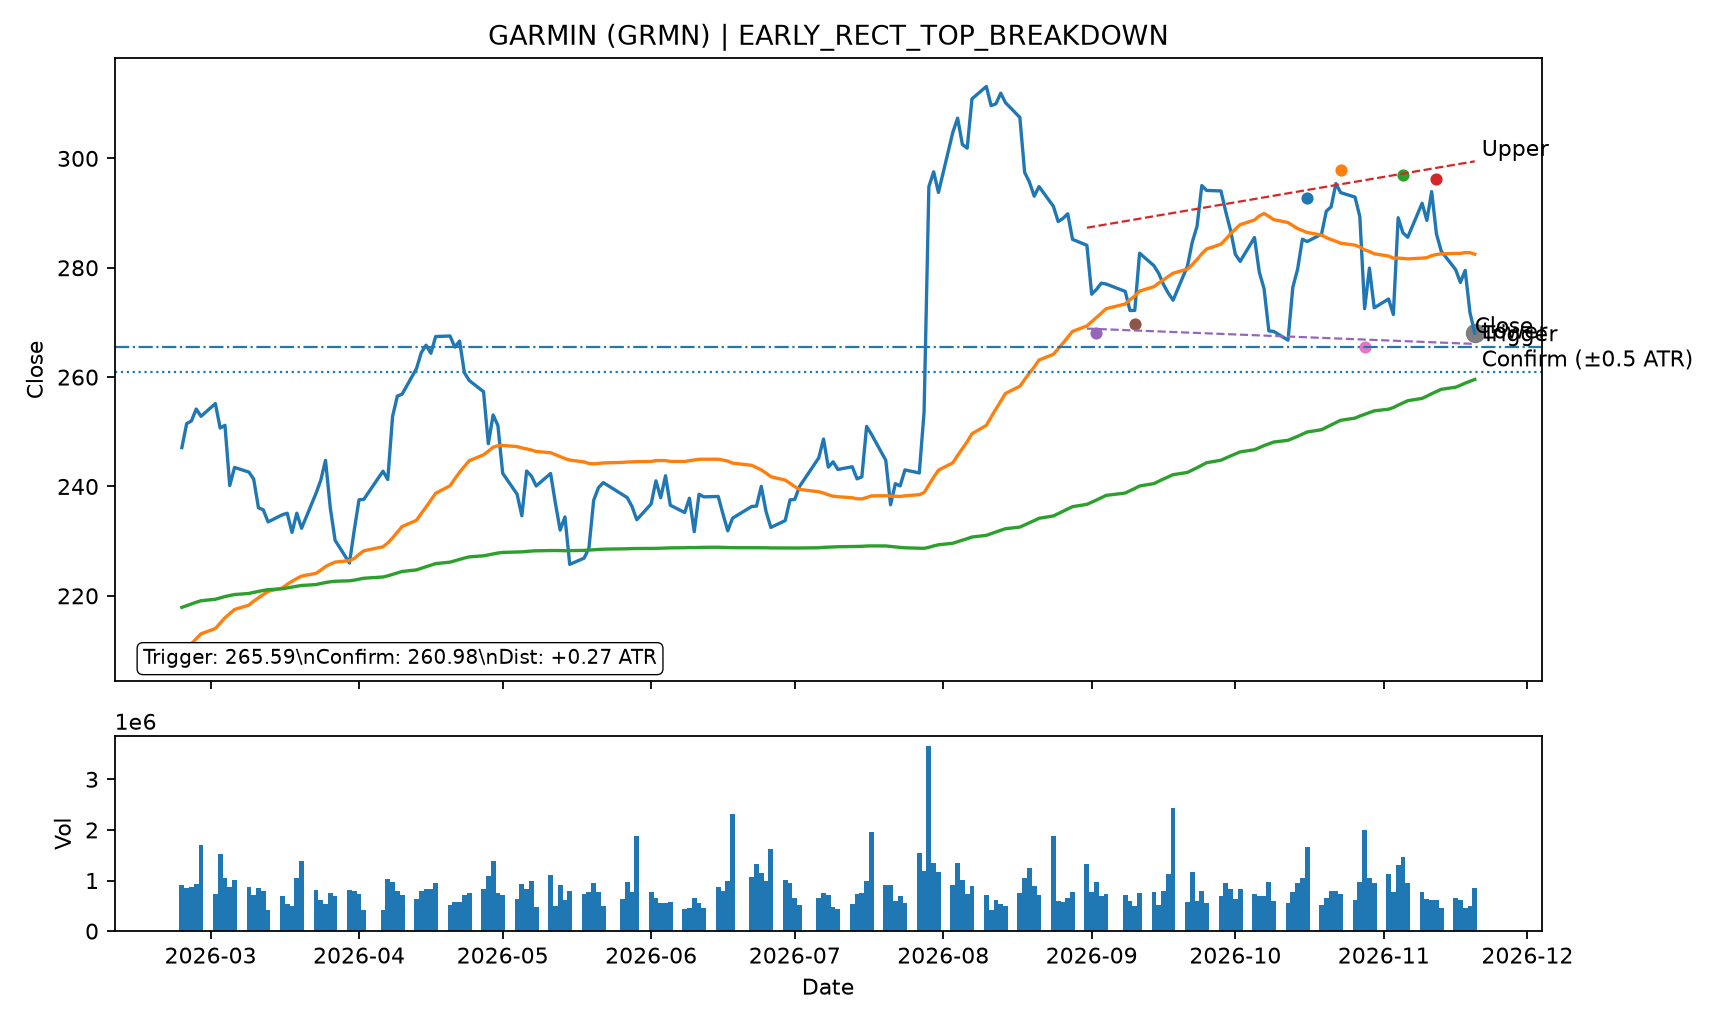 GARMIN (GRMN) | EARLY_RECT_TOP_BREAKDOWN
Close
300
280
260
240
220
Upper
Close
Lower
Trigger
Confirm (±0.5 ATR)
Trigger: 265.59\nConfirm: 260.98\nDist: +0.27 ATR
1e6
Vol
3
2
1
0
2026-03 2026-04 2026-05 2026-06 2026-07 2026-08 2026-09 2026-10 2026-11 2026-12
Date